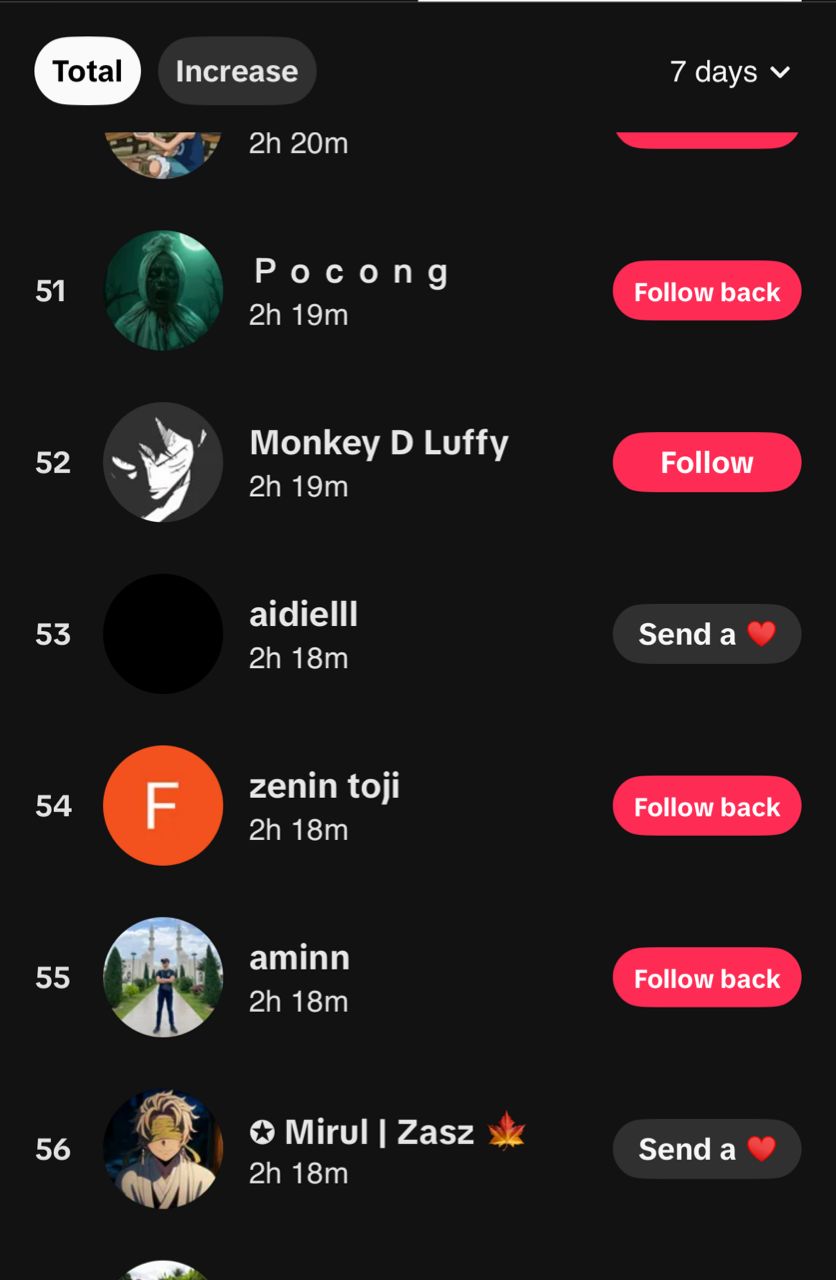 Total Increase 7 days
2h 20m
51 P o c o n g Follow back
2h 19m
52 Monkey D Luffy Follow
2h 19m
53 aidielll Send a ❤️
2h 18m
54 F zenin toji Follow back
2h 18m
55 aminn Follow back
2h 18m
56 ✪ Mirul | Zasz 🍁 Send a ❤️
2h 18m